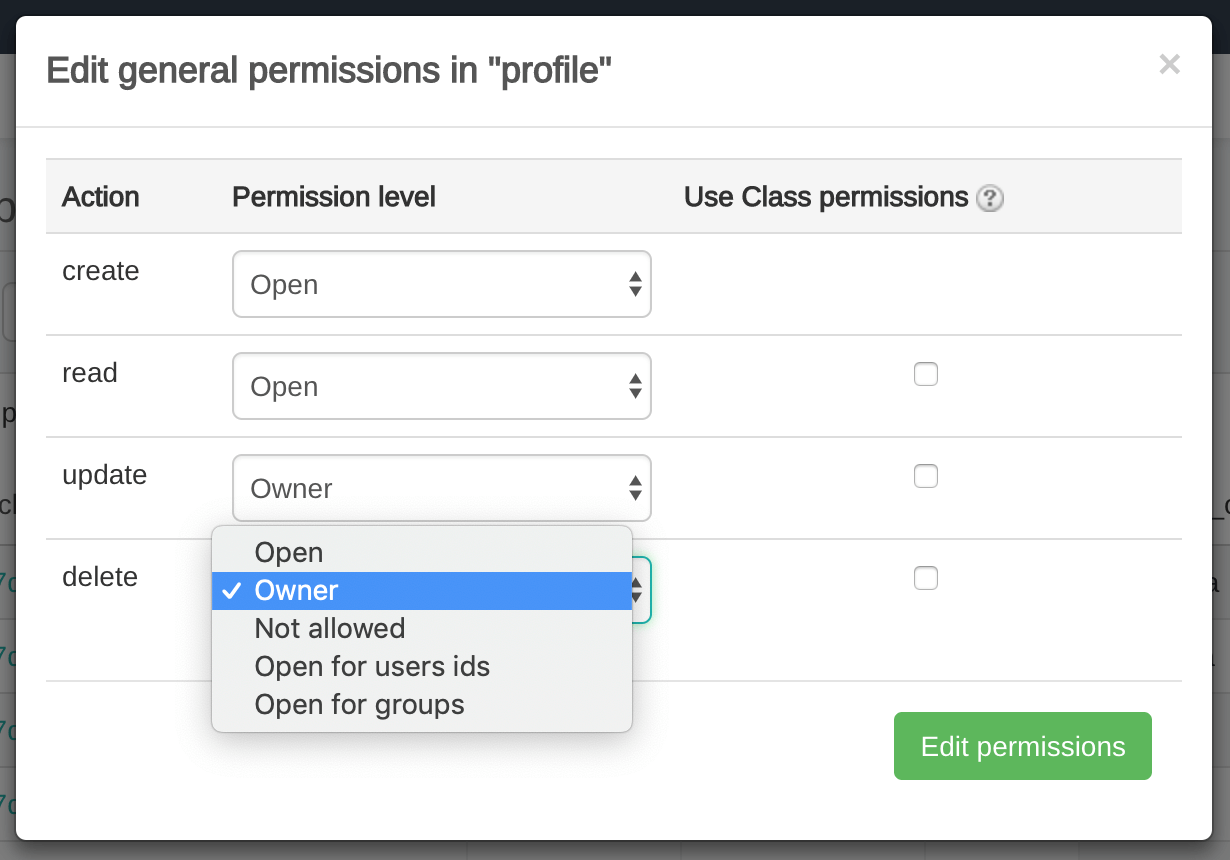 Edit general permissions in "profile"
×
Action Permission level Use Class permissions ?
create Open
read Open
update Owner
delete
Open
✓ Owner
Not allowed
Open for users ids
Open for groups
Edit permissions